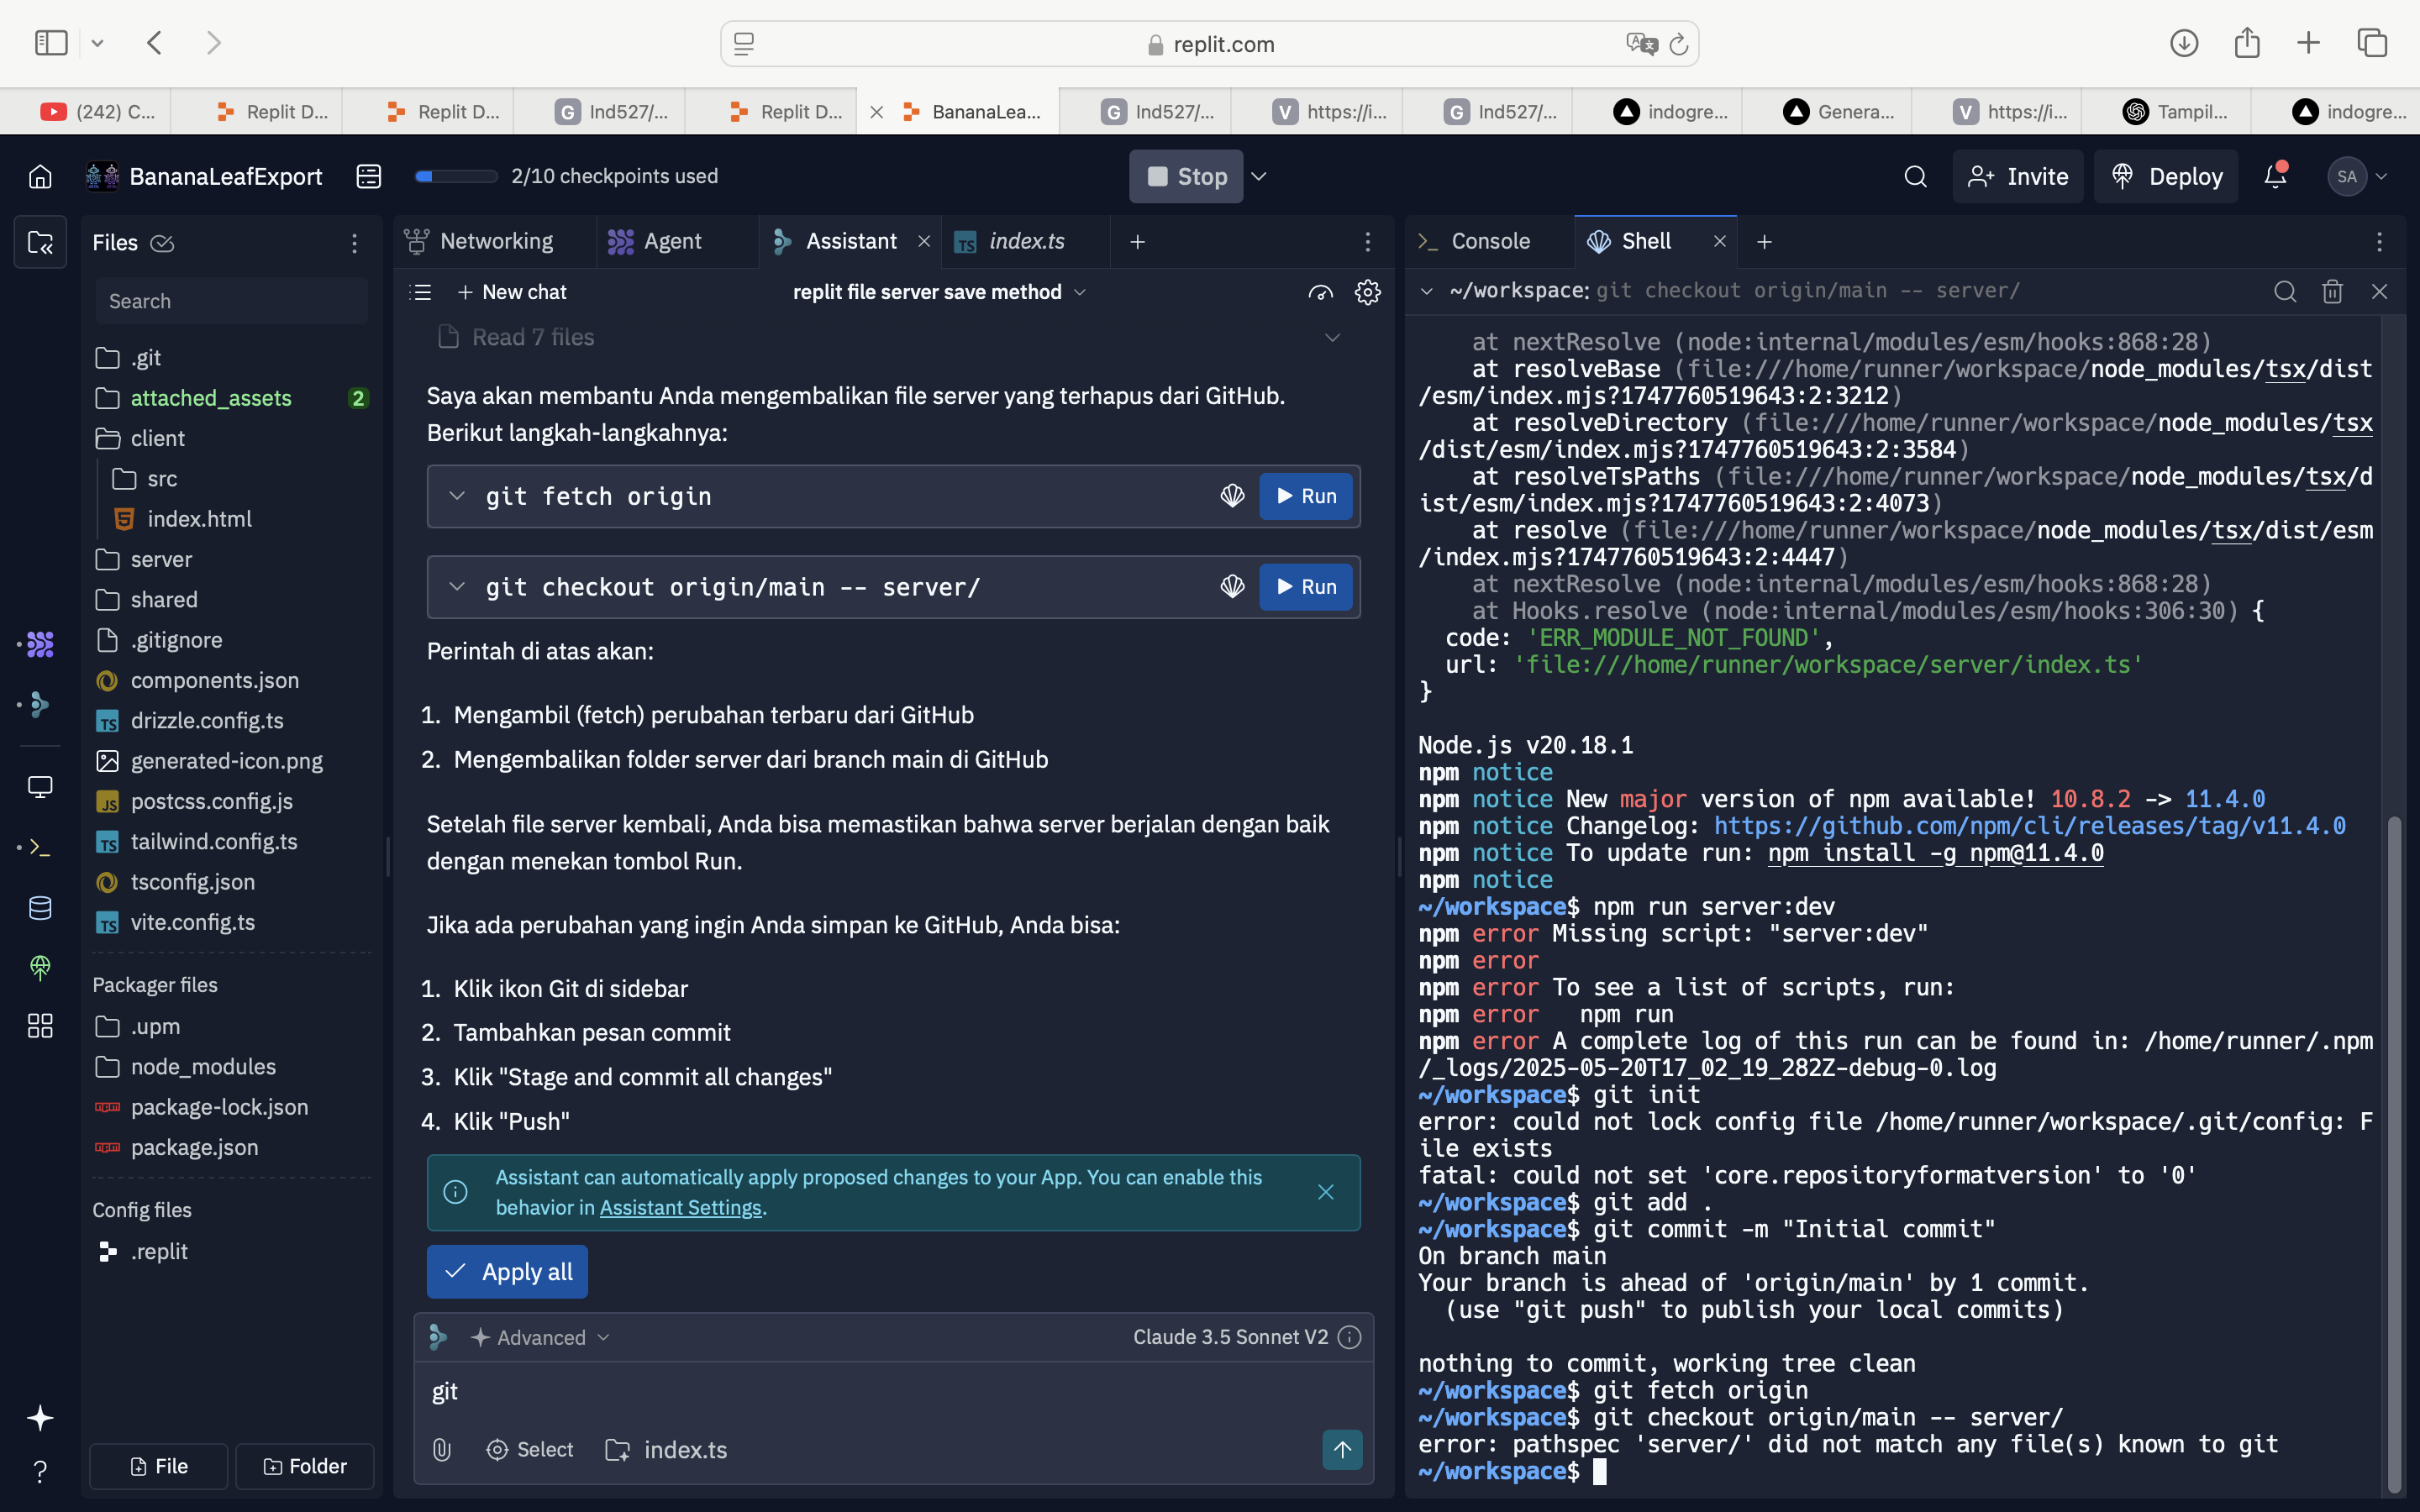 replit.com
(242) C...
Replit D...
Replit D...
Ind527/...
Replit D...
BananaLea...
Ind527/...
https://i...
Ind527/...
indogre...
Genera...
https://i...
Tampil...
indogre...
BananaLeafExport
2/10 checkpoints used
Stop
Invite
Deploy
SA
Files
Search
.git
attached_assets 2
client
src
index.html
server
shared
.gitignore
components.json
drizzle.config.ts
generated-icon.png
postcss.config.js
tailwind.config.ts
tsconfig.json
vite.config.ts
Packager files
.upm
node_modules
package-lock.json
package.json
Config files
.replit
File
Folder
Networking
Agent
Assistant
index.ts
New chat
replit file server save method
Read 7 files
Saya akan membantu Anda mengembalikan file server yang terhapus dari GitHub.
Berikut langkah-langkahnya:
git fetch origin
Run
git checkout origin/main -- server/
Run
Perintah di atas akan:
1. Mengambil (fetch) perubahan terbaru dari GitHub
2. Mengembalikan folder server dari branch main di GitHub
Setelah file server kembali, Anda bisa memastikan bahwa server berjalan dengan baik
dengan menekan tombol Run.
Jika ada perubahan yang ingin Anda simpan ke GitHub, Anda bisa:
1. Klik ikon Git di sidebar
2. Tambahkan pesan commit
3. Klik "Stage and commit all changes"
4. Klik "Push"
Assistant can automatically apply proposed changes to your App. You can enable this
behavior in Assistant Settings.
Apply all
Advanced
Claude 3.5 Sonnet V2
git
Select
index.ts
Console
Shell
~/workspace: git checkout origin/main -- server/
at nextResolve (node:internal/modules/esm/hooks:868:28)
at resolveBase (file:///home/runner/workspace/node_modules/tsx/dist
/esm/index.mjs?1747760519643:2:3212)
at resolveDirectory (file:///home/runner/workspace/node_modules/tsx
/dist/esm/index.mjs?1747760519643:2:3584)
at resolveTsPaths (file:///home/runner/workspace/node_modules/tsx/d
ist/esm/index.mjs?1747760519643:2:4073)
at resolve (file:///home/runner/workspace/node_modules/tsx/dist/esm
/index.mjs?1747760519643:2:4447)
at nextResolve (node:internal/modules/esm/hooks:868:28)
at Hooks.resolve (node:internal/modules/esm/hooks:306:30) {
code: 'ERR_MODULE_NOT_FOUND',
url: 'file:///home/runner/workspace/server/index.ts'
}
Node.js v20.18.1
npm notice
npm notice New major version of npm available! 10.8.2 -> 11.4.0
npm notice Changelog: https://github.com/npm/cli/releases/tag/v11.4.0
npm notice To update run: npm install -g npm@11.4.0
npm notice
~/workspace$ npm run server:dev
npm error Missing script: "server:dev"
npm error
npm error To see a list of scripts, run:
npm error npm run
npm error A complete log of this run can be found in: /home/runner/.npm
/_logs/2025-05-20T17_02_19_282Z-debug-0.log
~/workspace$ git init
error: could not lock config file /home/runner/workspace/.git/config: F
ile exists
fatal: could not set 'core.repositoryformatversion' to '0'
~/workspace$ git add .
~/workspace$ git commit -m "Initial commit"
On branch main
Your branch is ahead of 'origin/main' by 1 commit.
(use "git push" to publish your local commits)
nothing to commit, working tree clean
~/workspace$ git fetch origin
~/workspace$ git checkout origin/main -- server/
error: pathspec 'server/' did not match any file(s) known to git
~/workspace$